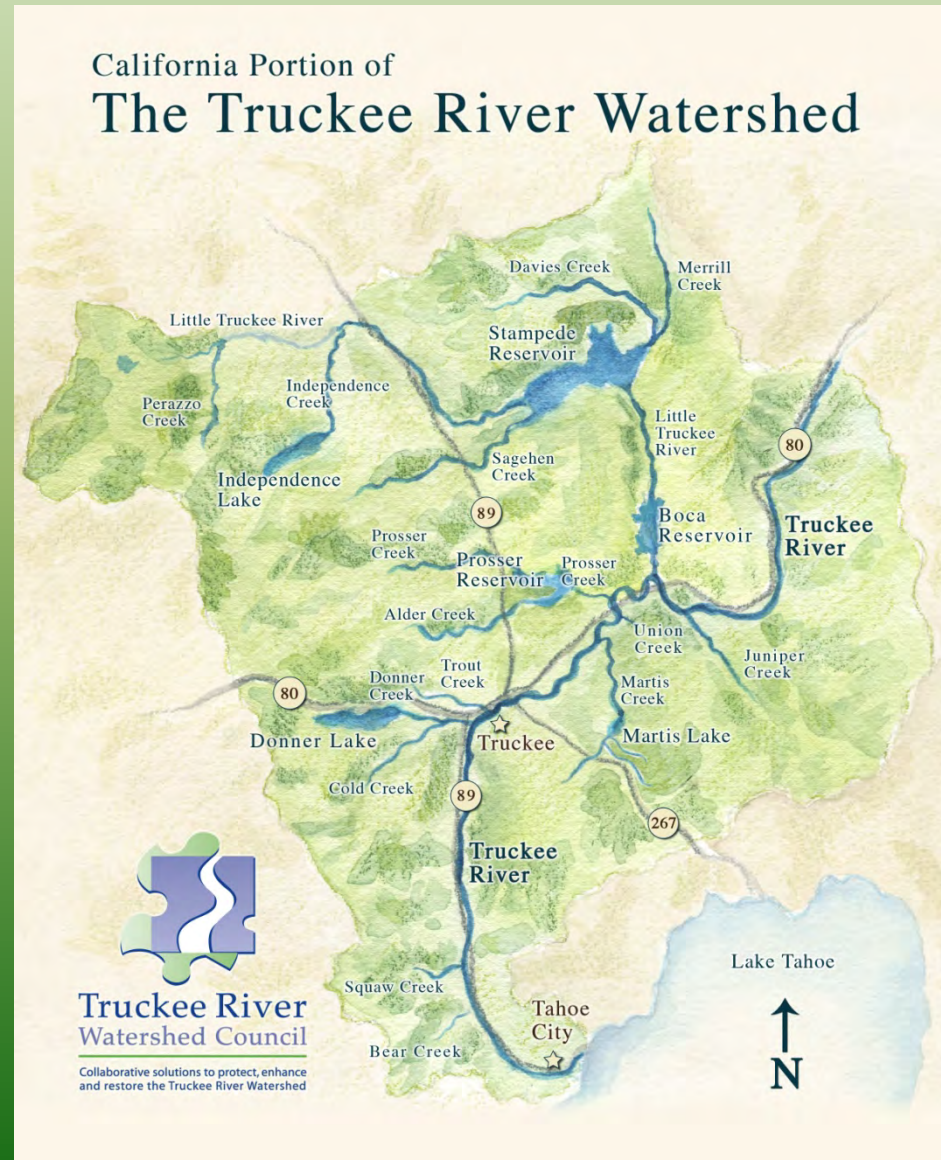 California Portion of
The Truckee River Watershed
Davies Creek
Merrill
Creek
Little Truckee River
Stampede
Reservoir
Perazzo
Creek
Independence
Creek
Little
Truckee
River
80
Sagehen
Creek
Independence
Lake
89
Boca
Reservoir
Truckee
River
Prosser
Creek
Prosser
Reservoir
Prosser
Creek
Alder Creek
Union
Creek
Juniper
Creek
Trout
Creek
Donner
Creek
Martis
Creek
80
Donner Lake
Truckee
Martis Lake
Cold Creek
89
267
Truckee
River
Lake Tahoe
Squaw Creek
Tahoe
City
Bear Creek
N
Truckee River
Watershed Council
Collaborative solutions to protect, enhance
and restore the Truckee River Watershed